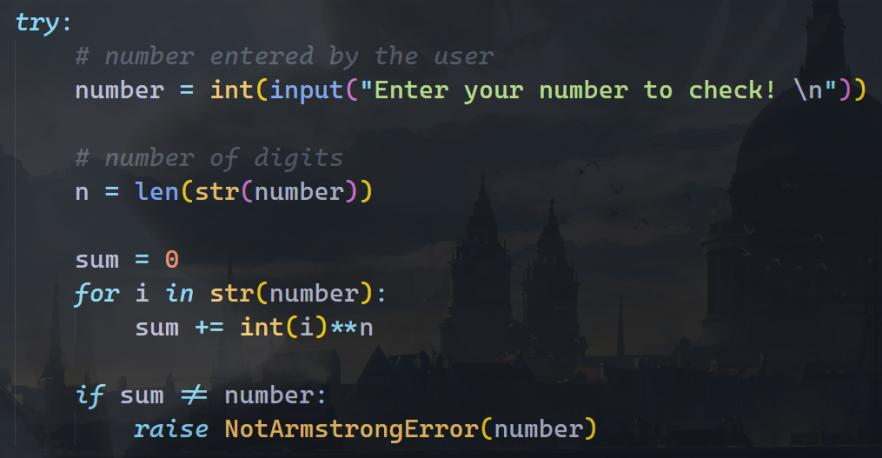 try:
    # number entered by the user
    number = int(input("Enter your number to check! \n"))

    # number of digits
    n = len(str(number))

    sum = 0
    for i in str(number):
        sum += int(i)**n

    if sum != number:
        raise NotArmstrongError(number)